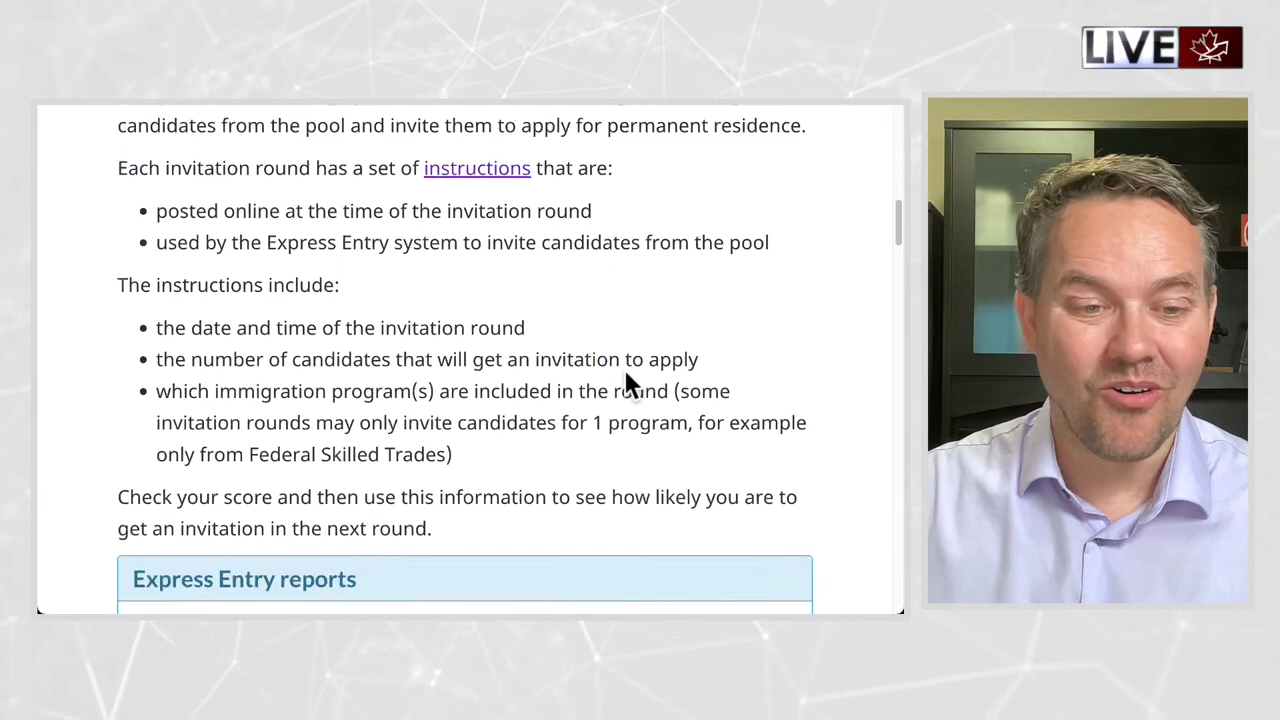 LIVE
candidates from the pool and invite them to apply for permanent residence.
Each invitation round has a set of instructions that are:
• posted online at the time of the invitation round
• used by the Express Entry system to invite candidates from the pool
The instructions include:
• the date and time of the invitation round
• the number of candidates that will get an invitation to apply
• which immigration program(s) are included in the round (some
invitation rounds may only invite candidates for 1 program, for example
only from Federal Skilled Trades)
Check your score and then use this information to see how likely you are to
get an invitation in the next round.
Express Entry reports